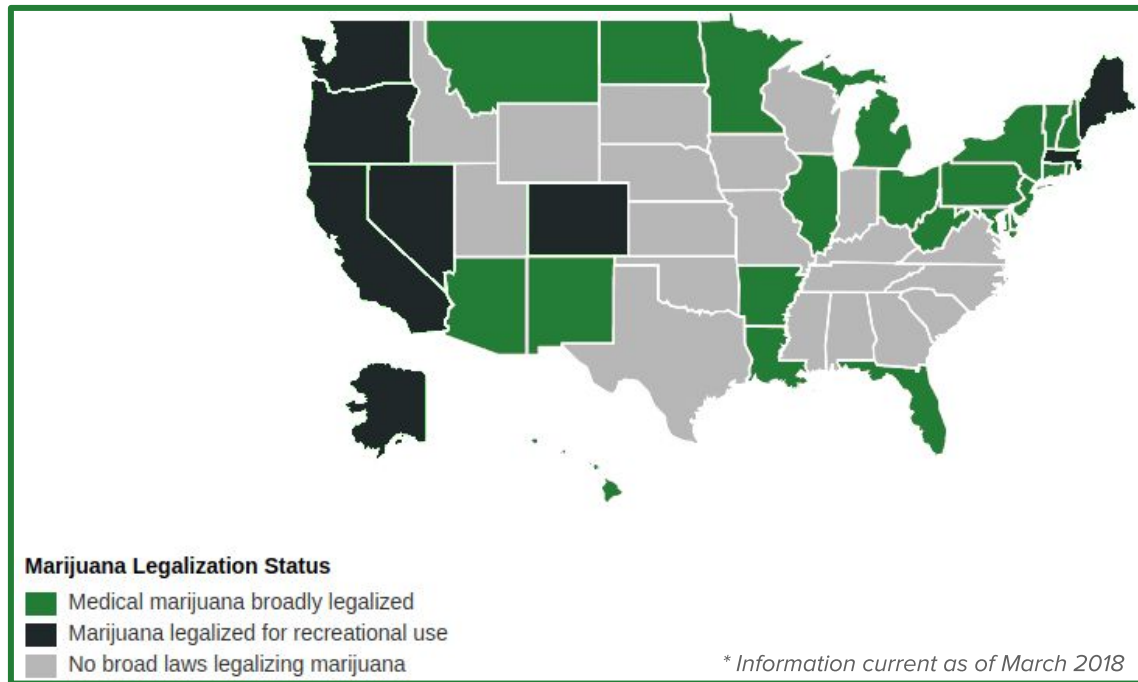 Marijuana Legalization Status
Medical marijuana broadly legalized
Marijuana legalized for recreational use
No broad laws legalizing marijuana
* Information current as of March 2018